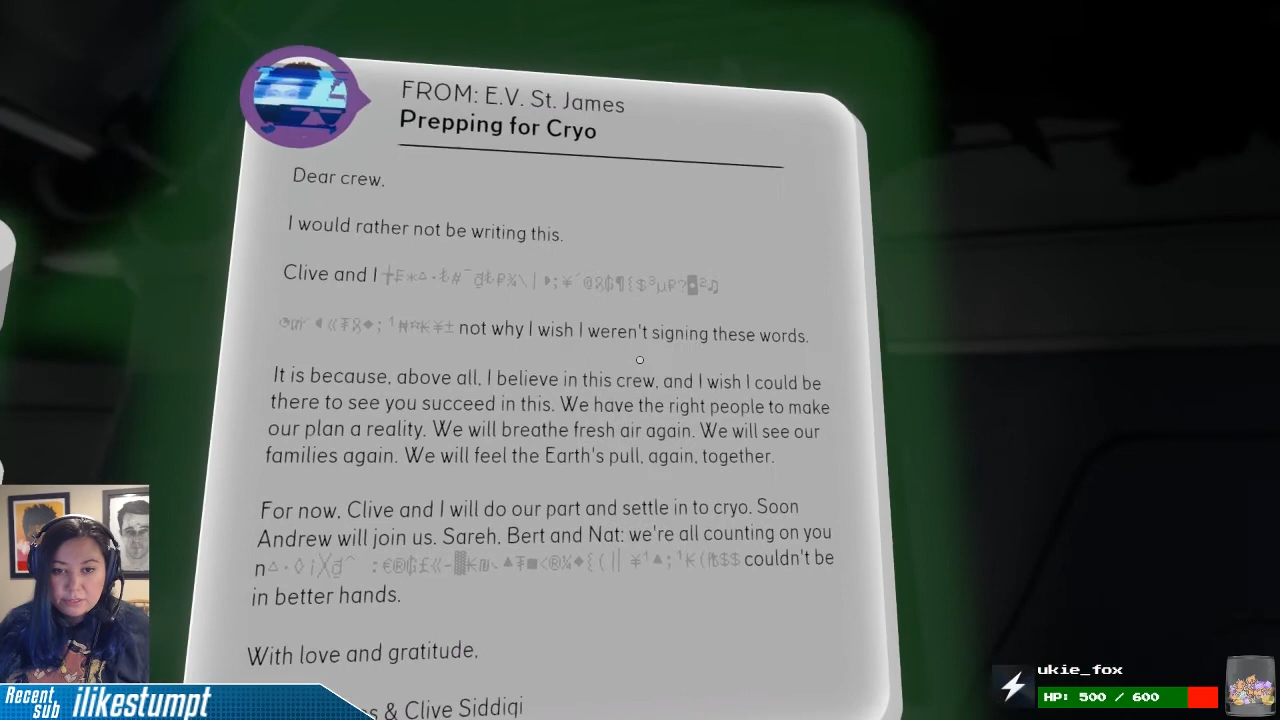 FROM: E.V. St. James
Prepping for Cryo
Dear crew,
I would rather not be writing this.
Clive and I
not why I wish I weren't signing these words.
It is because, above all, I believe in this crew, and I wish I could be
there to see you succeed in this. We have the right people to make
our plan a reality. We will breathe fresh air again. We will see our
families again. We will feel the Earth's pull, again, together.
For now, Clive and I will do our part and settle in to cryo. Soon
Andrew will join us. Sareh, Bert and Nat: we're all counting on you
n couldn't be
in better hands.
With love and gratitude,
s & Clive Siddiqi
Recent
sub
ilikestumpt
ukie_fox
HP: 500 / 600